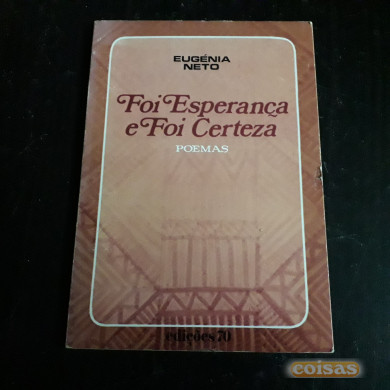 EUGÉNIA
NETO
Foi Esperança
e Foi Certeza
POEMAS
edições 70
coisas